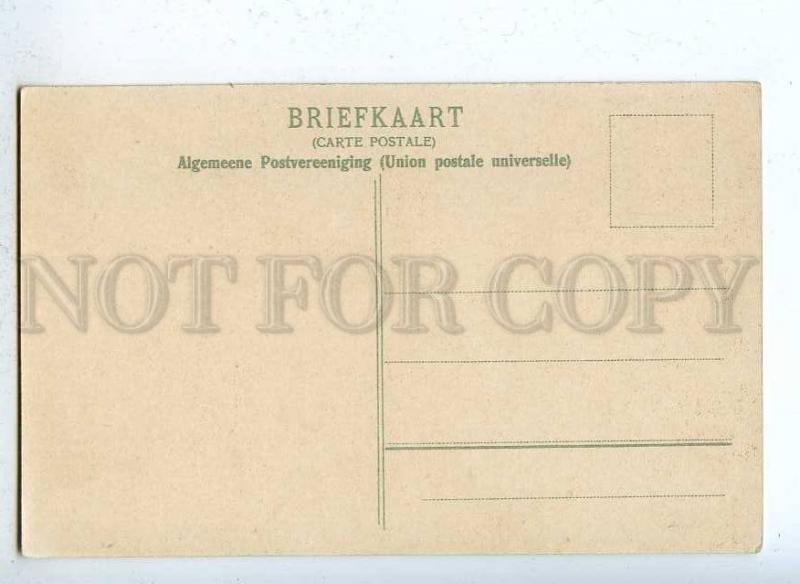 BRIEFKAART
(CARTE POSTALE)
Algemeene Postvereeniging (Union postale universelle)
NOT FOR COPY